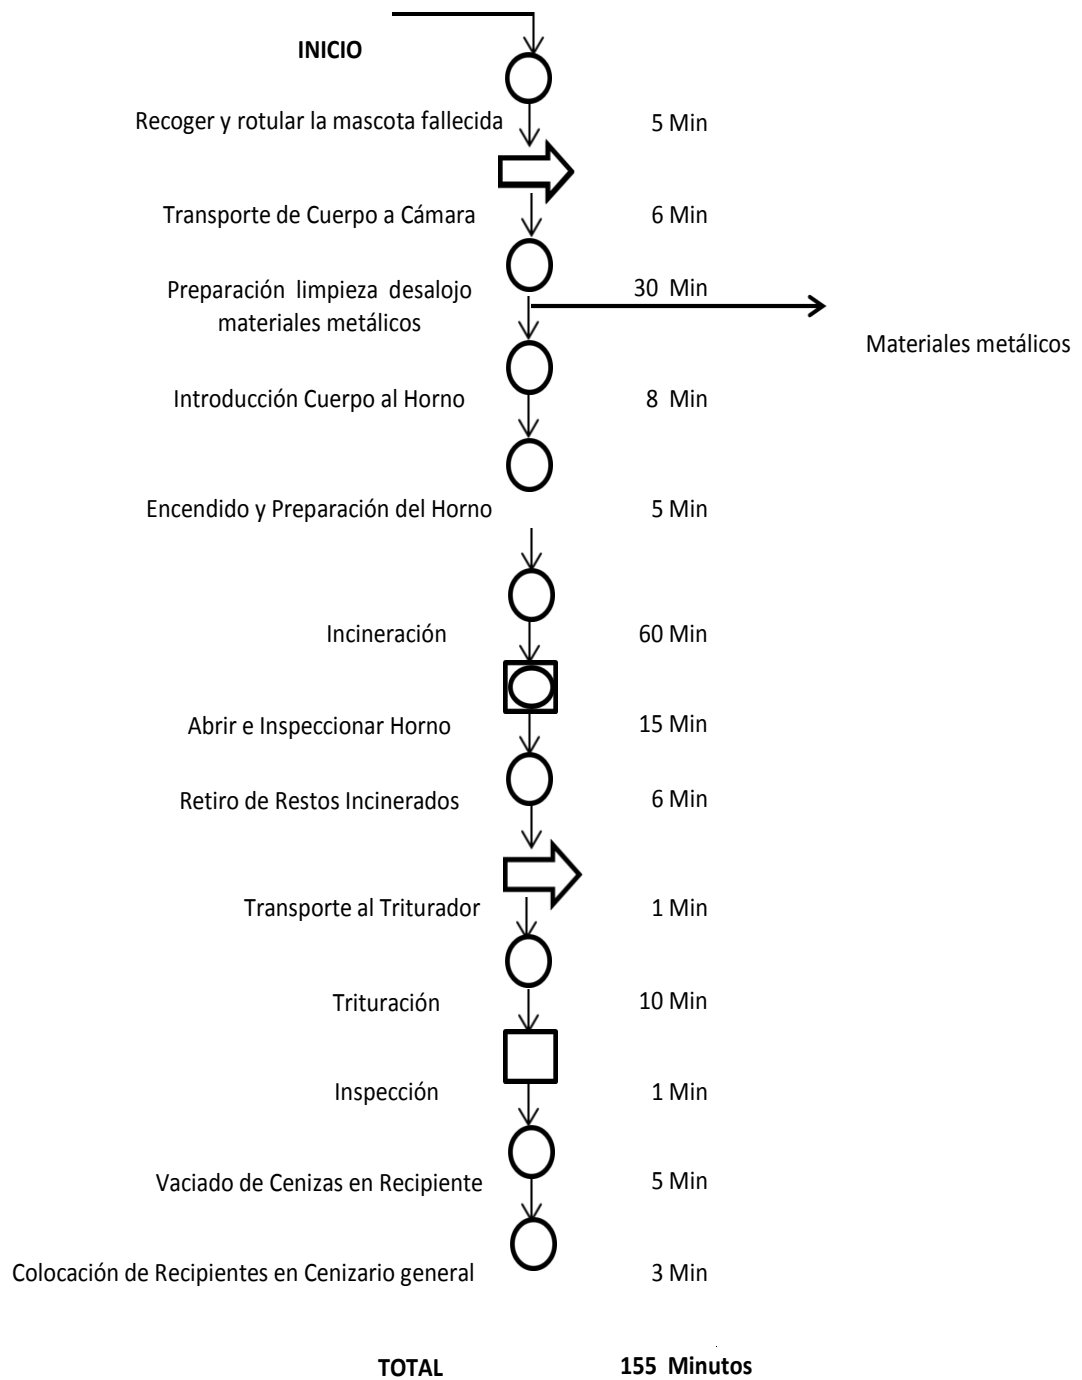 INICIO
Recoger y rotular la mascota fallecida 5 Min
Transporte de Cuerpo a Cámara 6 Min
Preparación limpieza desalojo 30 Min
materiales metálicos
Materiales metálicos
Introducción Cuerpo al Horno 8 Min
Encendido y Preparación del Horno 5 Min
Incineración 60 Min
Abrir e Inspeccionar Horno 15 Min
Retiro de Restos Incinerados 6 Min
Transporte al Triturador 1 Min
Trituración 10 Min
Inspección 1 Min
Vaciado de Cenizas en Recipiente 5 Min
Colocación de Recipientes en Cenizario general 3 Min
TOTAL 155 Minutos